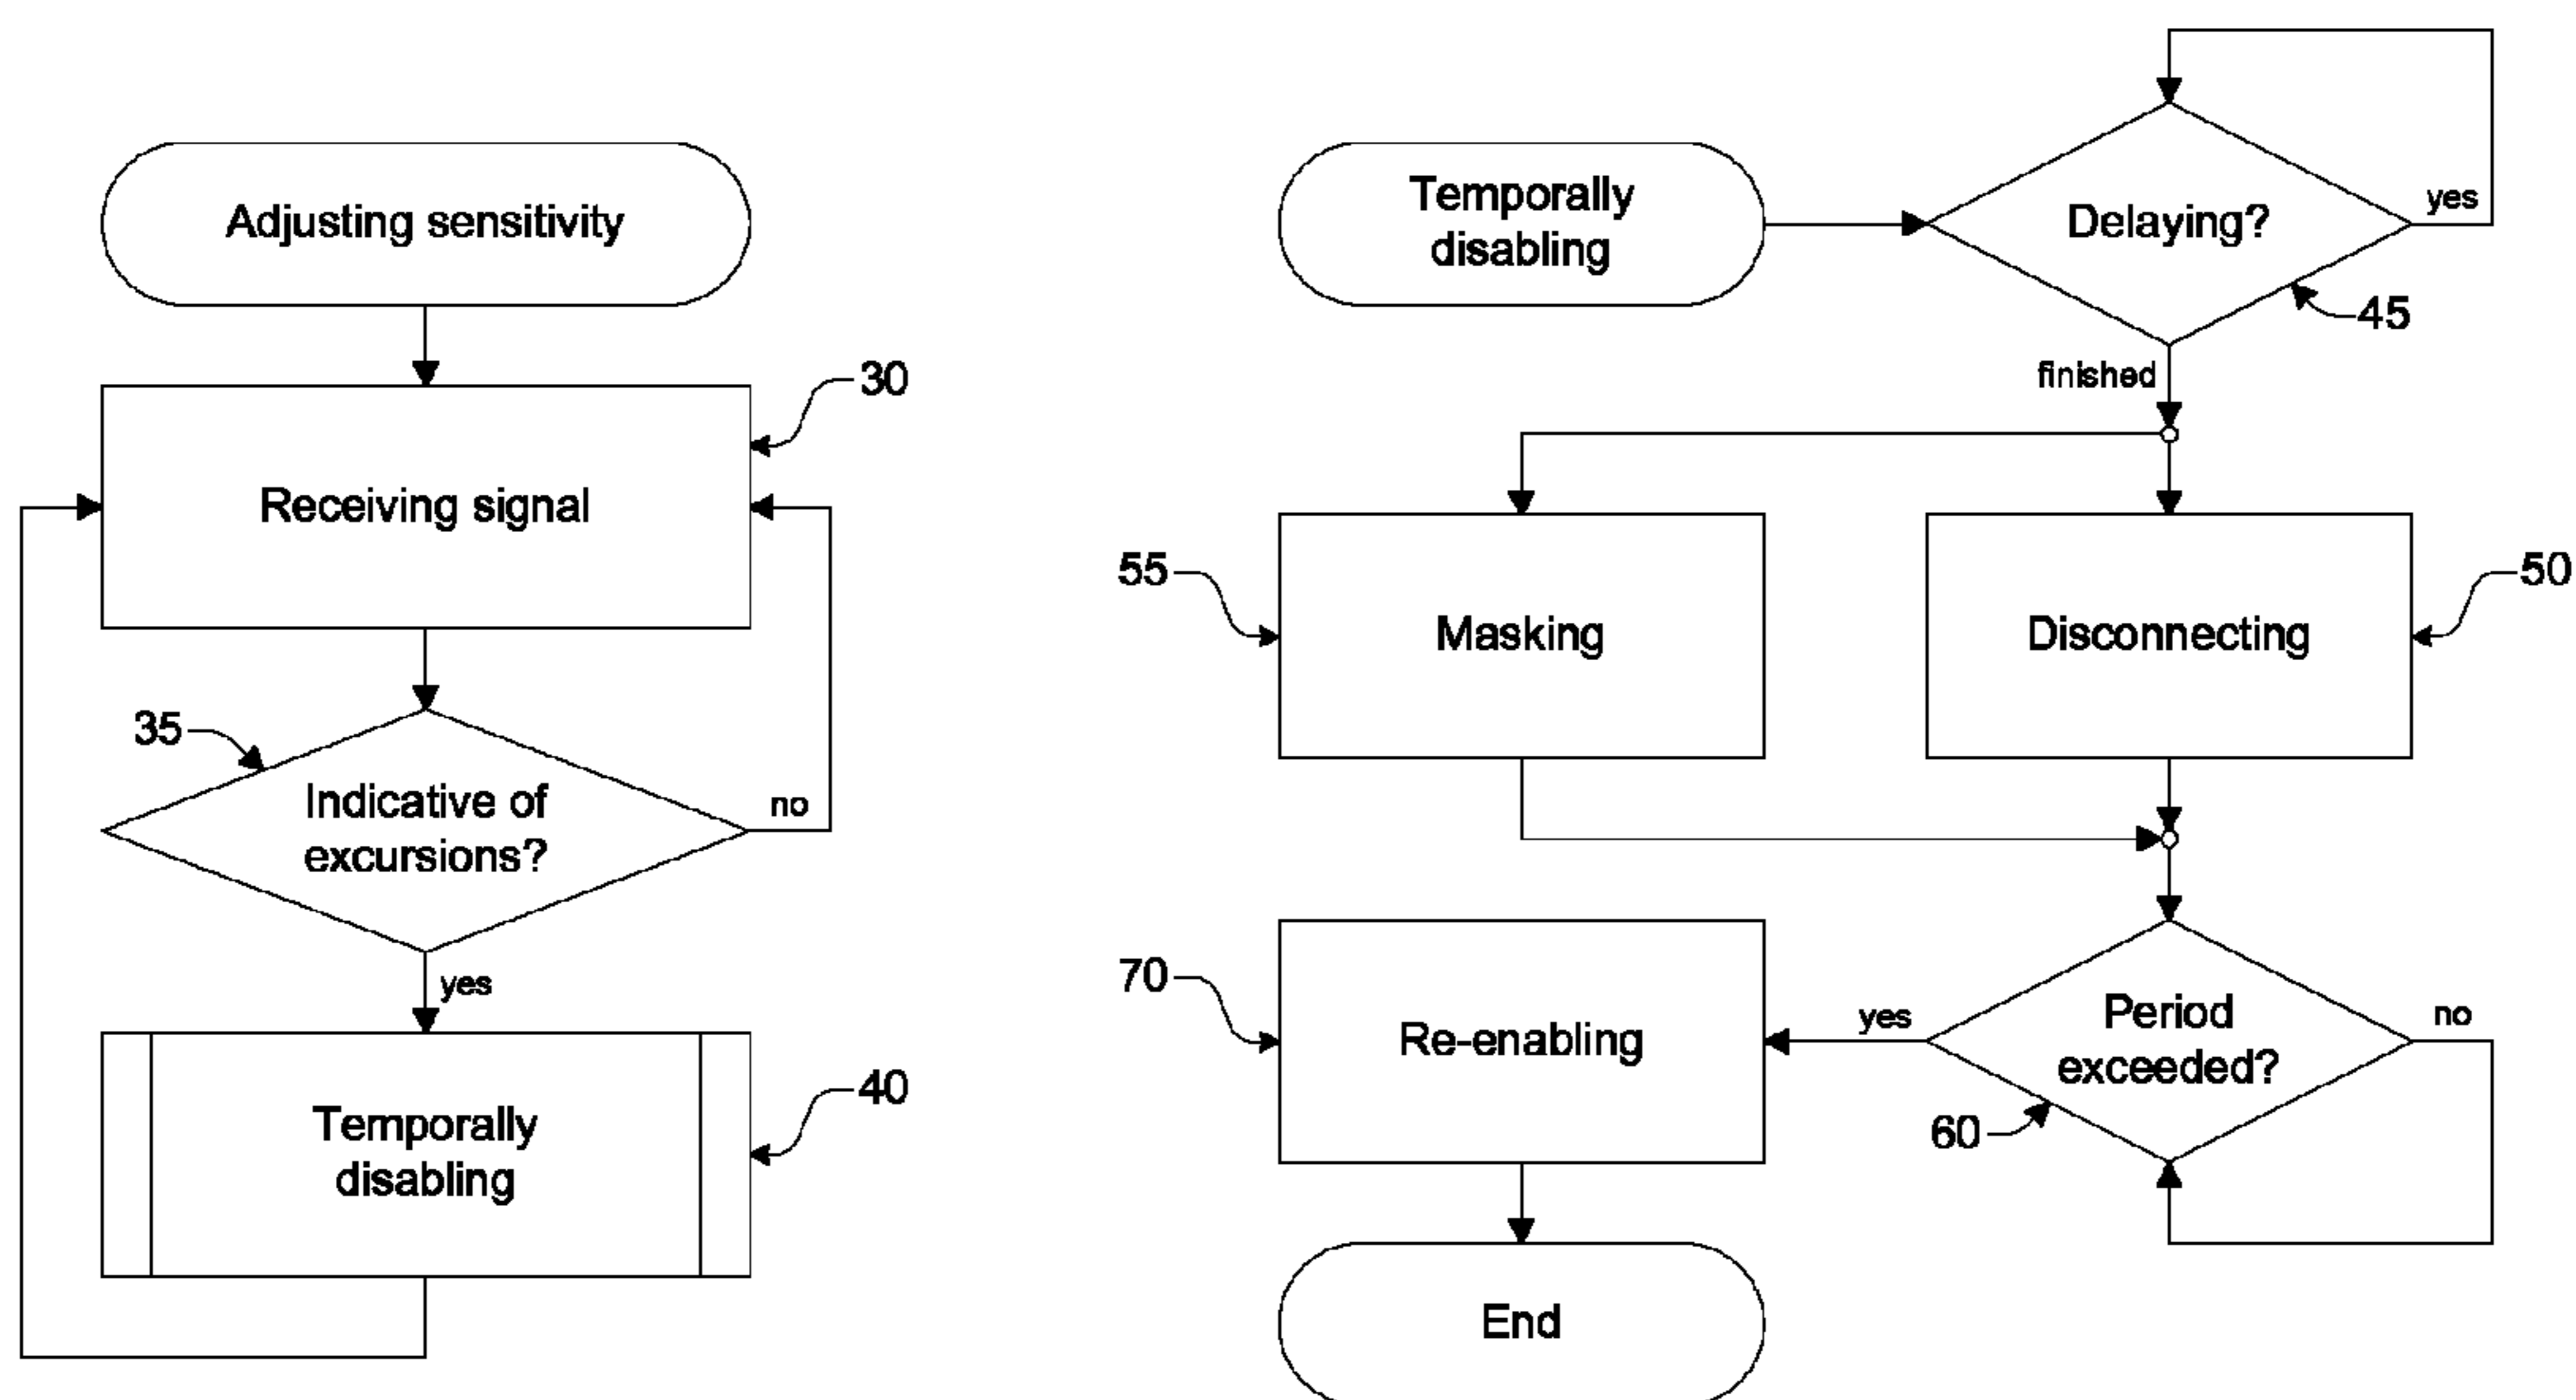 Adjusting sensitivity
30
Receiving signal
35
Indicative of
excursions?
no
yes
Temporally
disabling
40
Temporally
disabling
Delaying?
yes
45
finished
55
Masking
Disconnecting
50
70
Re-enabling
yes
Period
exceeded?
no
60
End